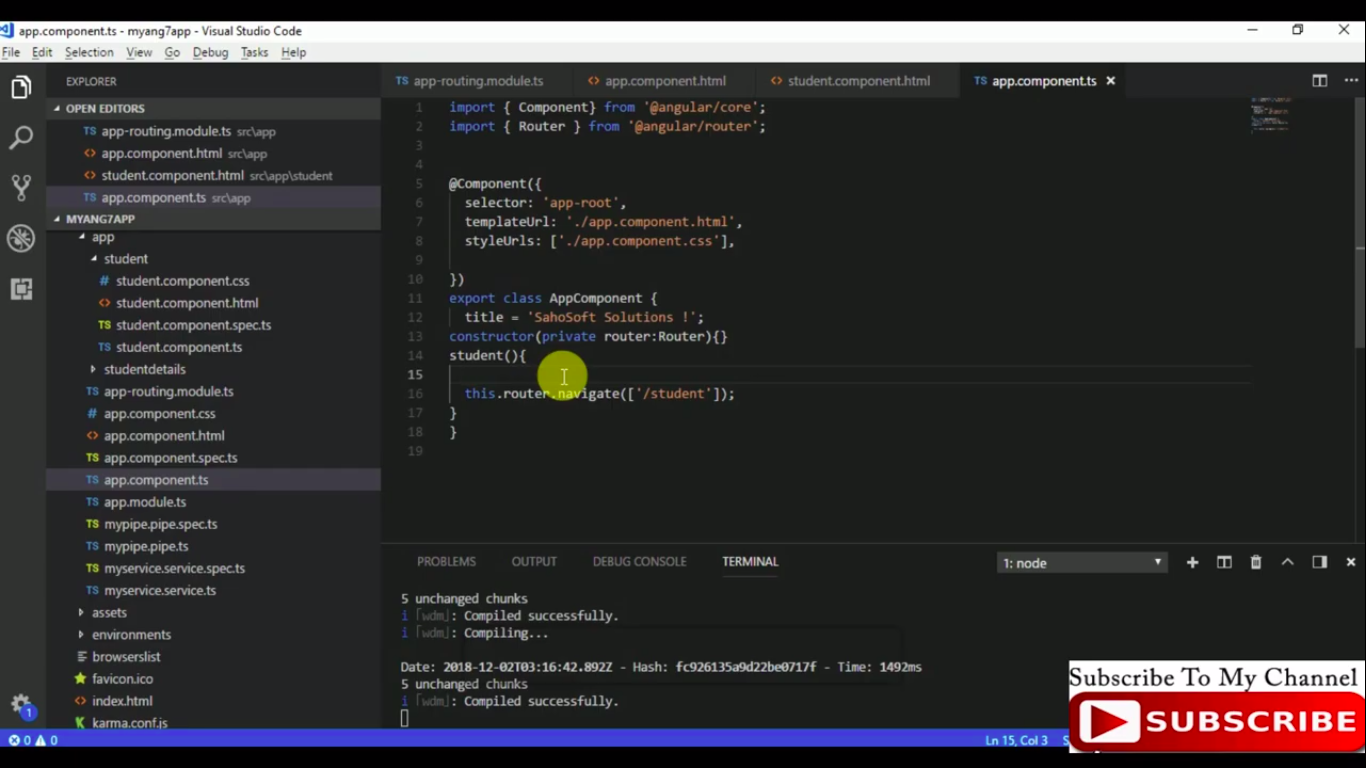 app.component.ts - myang7app - Visual Studio Code
File Edit Selection View Go Debug Tasks Help
EXPLORER
OPEN EDITORS
TS app-routing.module.ts src\app
<> app.component.html src\app
<> student.component.html src\app\student
TS app.component.ts src\app
MYANG7APP
app
student
# student.component.css
<> student.component.html
TS student.component.spec.ts
TS student.component.ts
studentdetails
TS app-routing.module.ts
# app.component.css
<> app.component.html
TS app.component.spec.ts
TS app.component.ts
TS app.module.ts
TS mypipe.pipe.spec.ts
TS mypipe.pipe.ts
TS myservice.service.spec.ts
TS myservice.service.ts
assets
environments
browserslist
favicon.ico
<> index.html
karma.conf.js
TS app-routing.module.ts <> app.component.html <> student.component.html TS app.component.ts
1 import { Component} from '@angular/core';
2 import { Router } from '@angular/router';
3
4
5 @Component({
6 selector: 'app-root',
7 templateUrl: './app.component.html',
8 styleUrls: ['./app.component.css'],
9
10 })
11 export class AppComponent {
12 title = 'SahoSoft Solutions !';
13 constructor(private router:Router){}
14 student(){
15
16 this.router.navigate(['/student']);
17 }
18 }
19
PROBLEMS OUTPUT DEBUG CONSOLE TERMINAL 1: node
5 unchanged chunks
i ｢wdm｣: Compiled successfully.
i ｢wdm｣: Compiling...
Date: 2018-12-02T03:16:42.892Z - Hash: fc926135a9d22be0717f - Time: 1492ms
5 unchanged chunks
i ｢wdm｣: Compiled successfully.
1
0 0
Ln 15, Col 3
Subscribe To My Channel
SUBSCRIBE